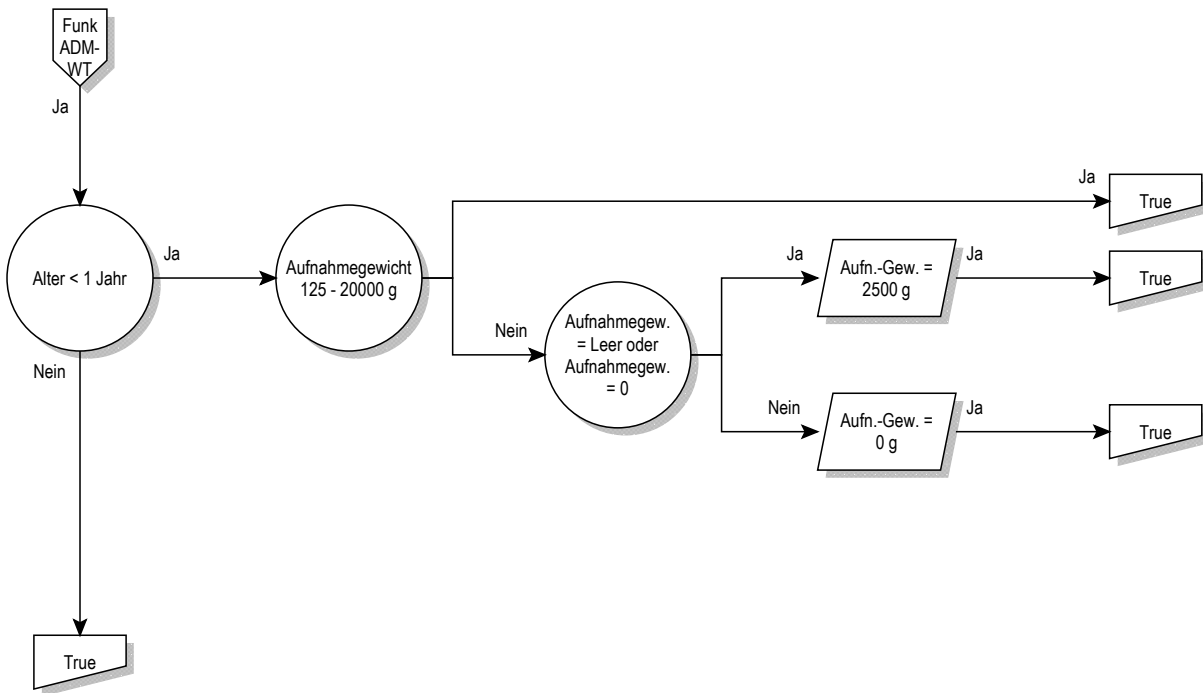 Funk
ADM-
WT
Ja
Alter < 1 Jahr
Ja
Nein
True
Aufnahmegewicht
125 - 20000 g
Ja
True
Nein
Aufnahmegew.
= Leer oder
Aufnahmegew.
= 0
Ja
Aufn.-Gew. =
2500 g
Ja
True
Nein
Aufn.-Gew. =
0 g
Ja
True